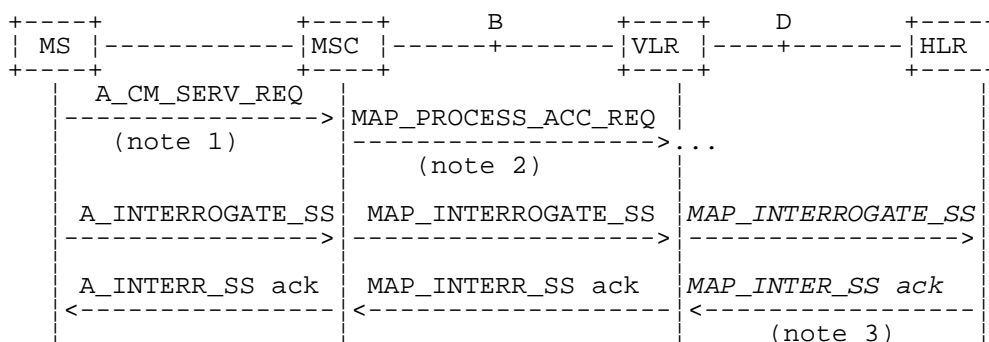 B D
MS MSC VLR HLR
A_CM_SERV_REQ
MAP_PROCESS_ACC_REQ
(note 1) ...
(note 2)
A_INTERROGATE_SS MAP_INTERROGATE_SS MAP_INTERROGATE_SS
A_INTERR_SS ack MAP_INTERR_SS ack MAP_INTER_SS ack
(note 3)